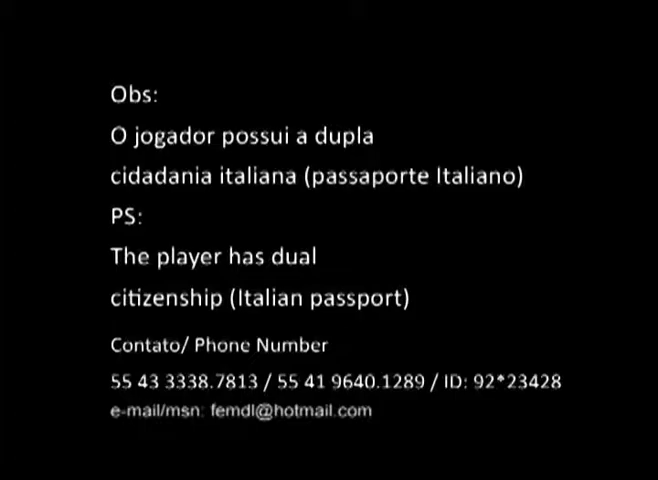 Obs:
O jogador possui a dupla
cidadania italiana (passaporte Italiano)
PS:
The player has dual
citizenship (Italian passport)
Contato/ Phone Number
55 43 3338.7813 / 55 41 9640.1289 / ID: 92*23428
e-mail/msn: femdl@hotmail.com